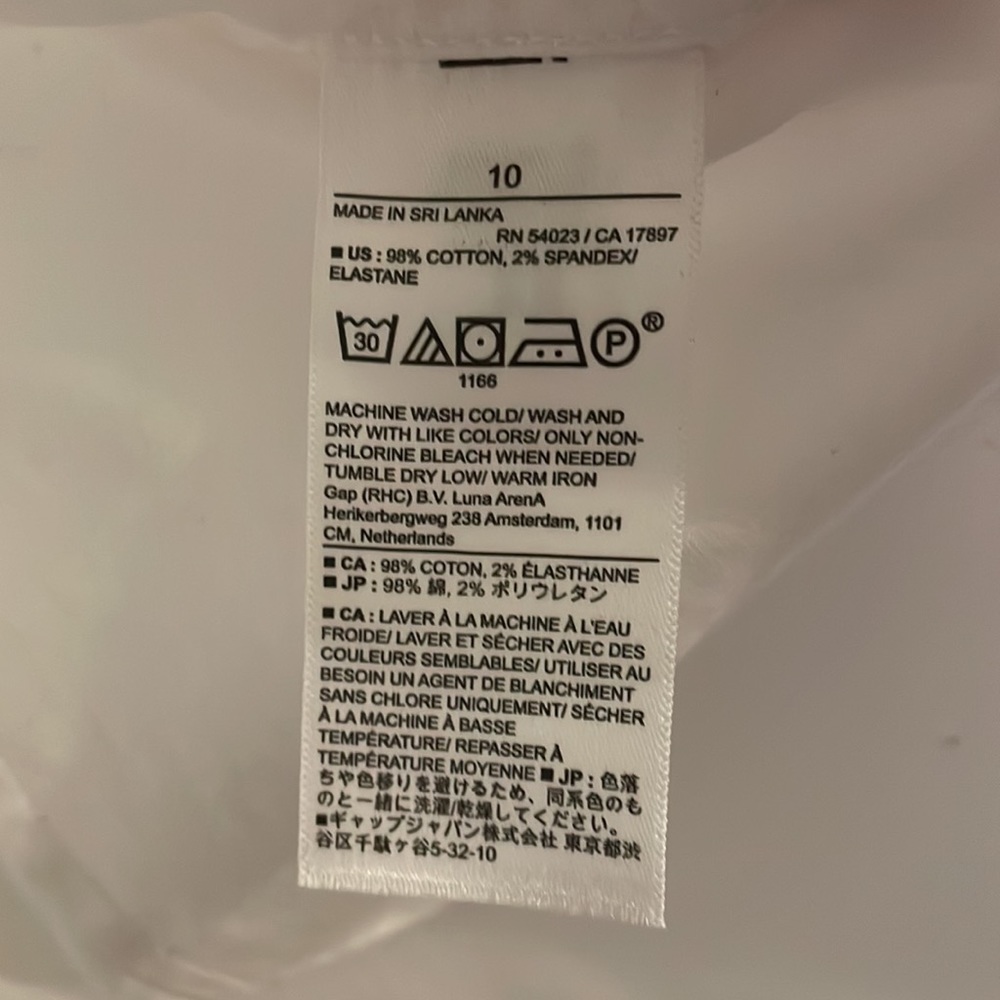 10
MADE IN SRI LANKA
RN 54023 / CA 17897
■ US : 98% COTTON, 2% SPANDEX/
ELASTANE
30 P ®
1166
MACHINE WASH COLD/ WASH AND
DRY WITH LIKE COLORS/ ONLY NON-
CHLORINE BLEACH WHEN NEEDED/
TUMBLE DRY LOW/ WARM IRON
Gap (RHC) B.V. Luna ArenA
Herikerbergweg 238 Amsterdam, 1101
CM, Netherlands
■ CA : 98% COTON, 2% ÉLASTHANNE
■ JP : 98% 綿, 2% ポリウレタン
■ CA : LAVER À LA MACHINE À L'EAU
FROIDE/ LAVER ET SÉCHER AVEC DES
COULEURS SEMBLABLES/ UTILISER AU
BESOIN UN AGENT DE BLANCHIMENT
SANS CHLORE UNIQUEMENT/ SÉCHER
À LA MACHINE À BASSE
TEMPÉRATURE/ REPASSER À
TEMPÉRATURE MOYENNE ■ JP : 色落
ちや色移りを避けるため、同系色のも
のと一緒に洗濯/乾燥してください。
■ギャップジャパン株式会社 東京都渋
谷区千駄ヶ谷5-32-10